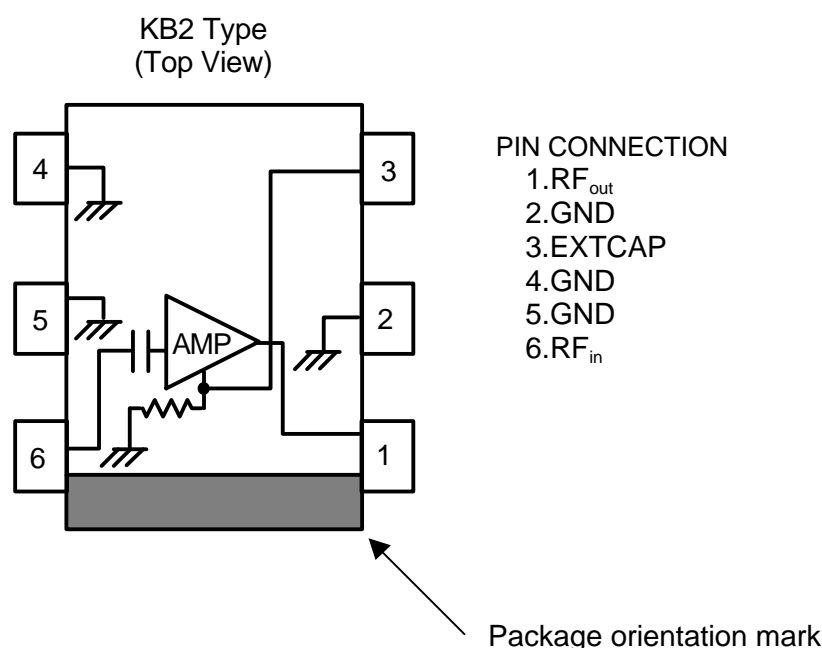 KB2 Type
(Top View)
4
3
5
2
AMP
6
1
PIN CONNECTION
1.RFout
2.GND
3.EXTCAP
4.GND
5.GND
6.RFin
Package orientation mark